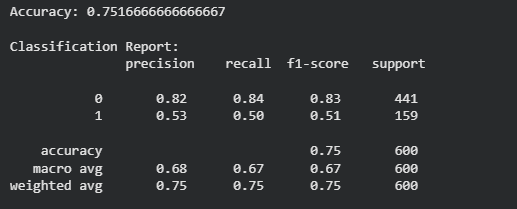 Accuracy: 0.7516666666666667
Classification Report:
precision recall f1-score support
0 0.82 0.84 0.83 441
1 0.53 0.50 0.51 159
accuracy 0.75 600
macro avg 0.68 0.67 0.67 600
weighted avg 0.75 0.75 0.75 600